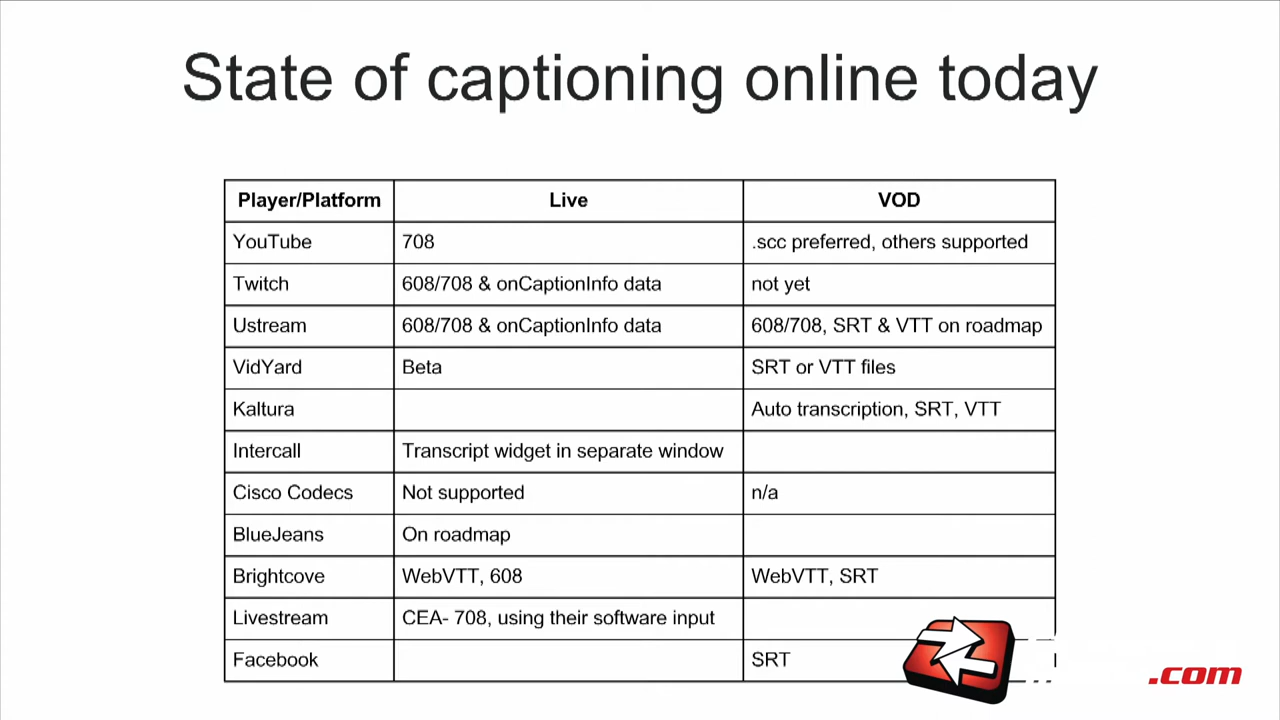 State of captioning online today
Player/Platform Live VOD
YouTube 708 .scc preferred, others supported
Twitch 608/708 & onCaptionInfo data not yet
Ustream 608/708 & onCaptionInfo data 608/708, SRT & VTT on roadmap
VidYard Beta SRT or VTT files
Kaltura Auto transcription, SRT, VTT
Intercall Transcript widget in separate window
Cisco Codecs Not supported n/a
BlueJeans On roadmap
Brightcove WebVTT, 608 WebVTT, SRT
Livestream CEA- 708, using their software input
Facebook SRT
.com